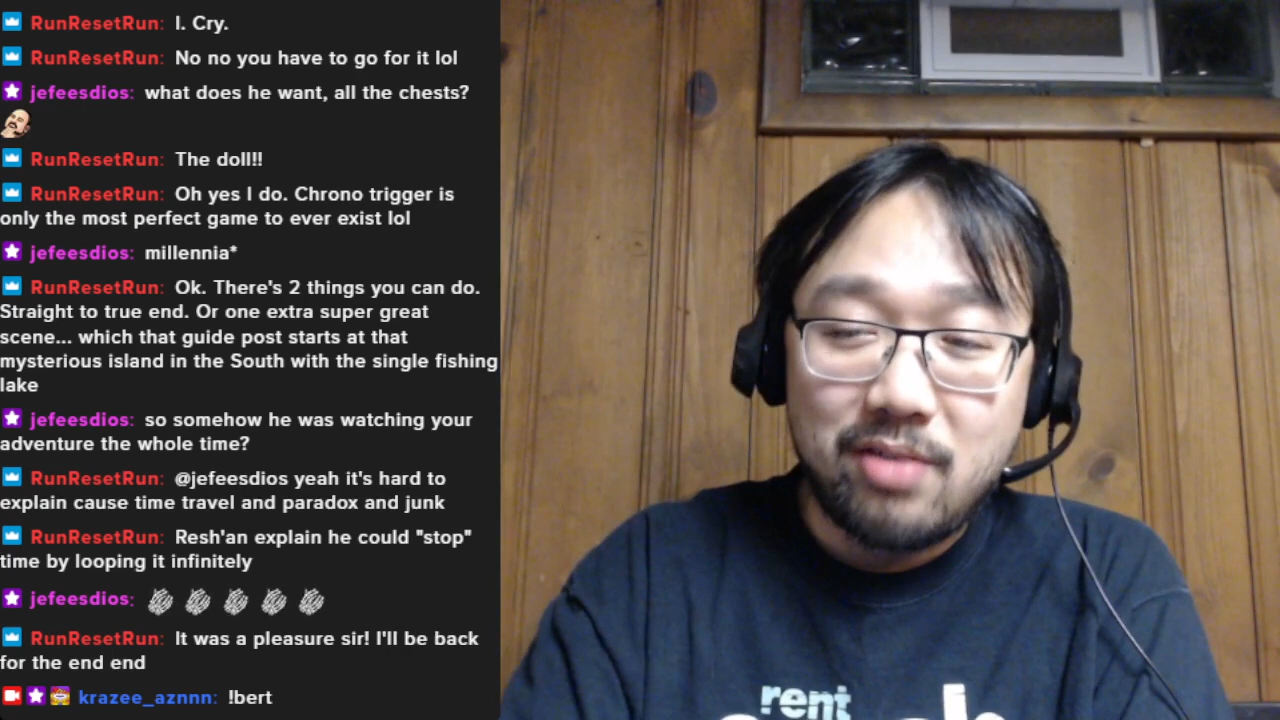 RunResetRun: I. Cry.
RunResetRun: No no you have to go for it lol
jefeesdios: what does he want, all the chests?
RunResetRun: The doll!!
RunResetRun: Oh yes I do. Chrono trigger is
only the most perfect game to ever exist lol
jefeesdios: millennia*
RunResetRun: Ok. There's 2 things you can do.
Straight to true end. Or one extra super great
scene... which that guide post starts at that
mysterious island in the South with the single fishing
lake
jefeesdios: so somehow he was watching your
adventure the whole time?
RunResetRun: @jefeesdios yeah it's hard to
explain cause time travel and paradox and junk
RunResetRun: Resh'an explain he could "stop"
time by looping it infinitely
jefeesdios:
RunResetRun: It was a pleasure sir! I'll be back
for the end end
krazee_aznnn: !bert
rent